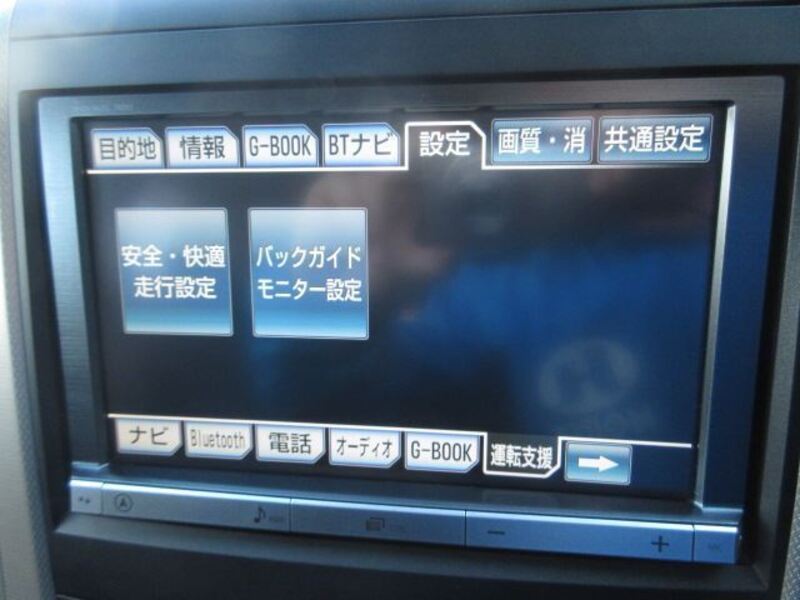 目的地 情報 G-BOOK BTナビ 設定 画質・消 共通設定
安全・快適
走行設定
バックガイド
モニター設定
ナビ Bluetooth 電話 オーディオ G-BOOK 運転支援